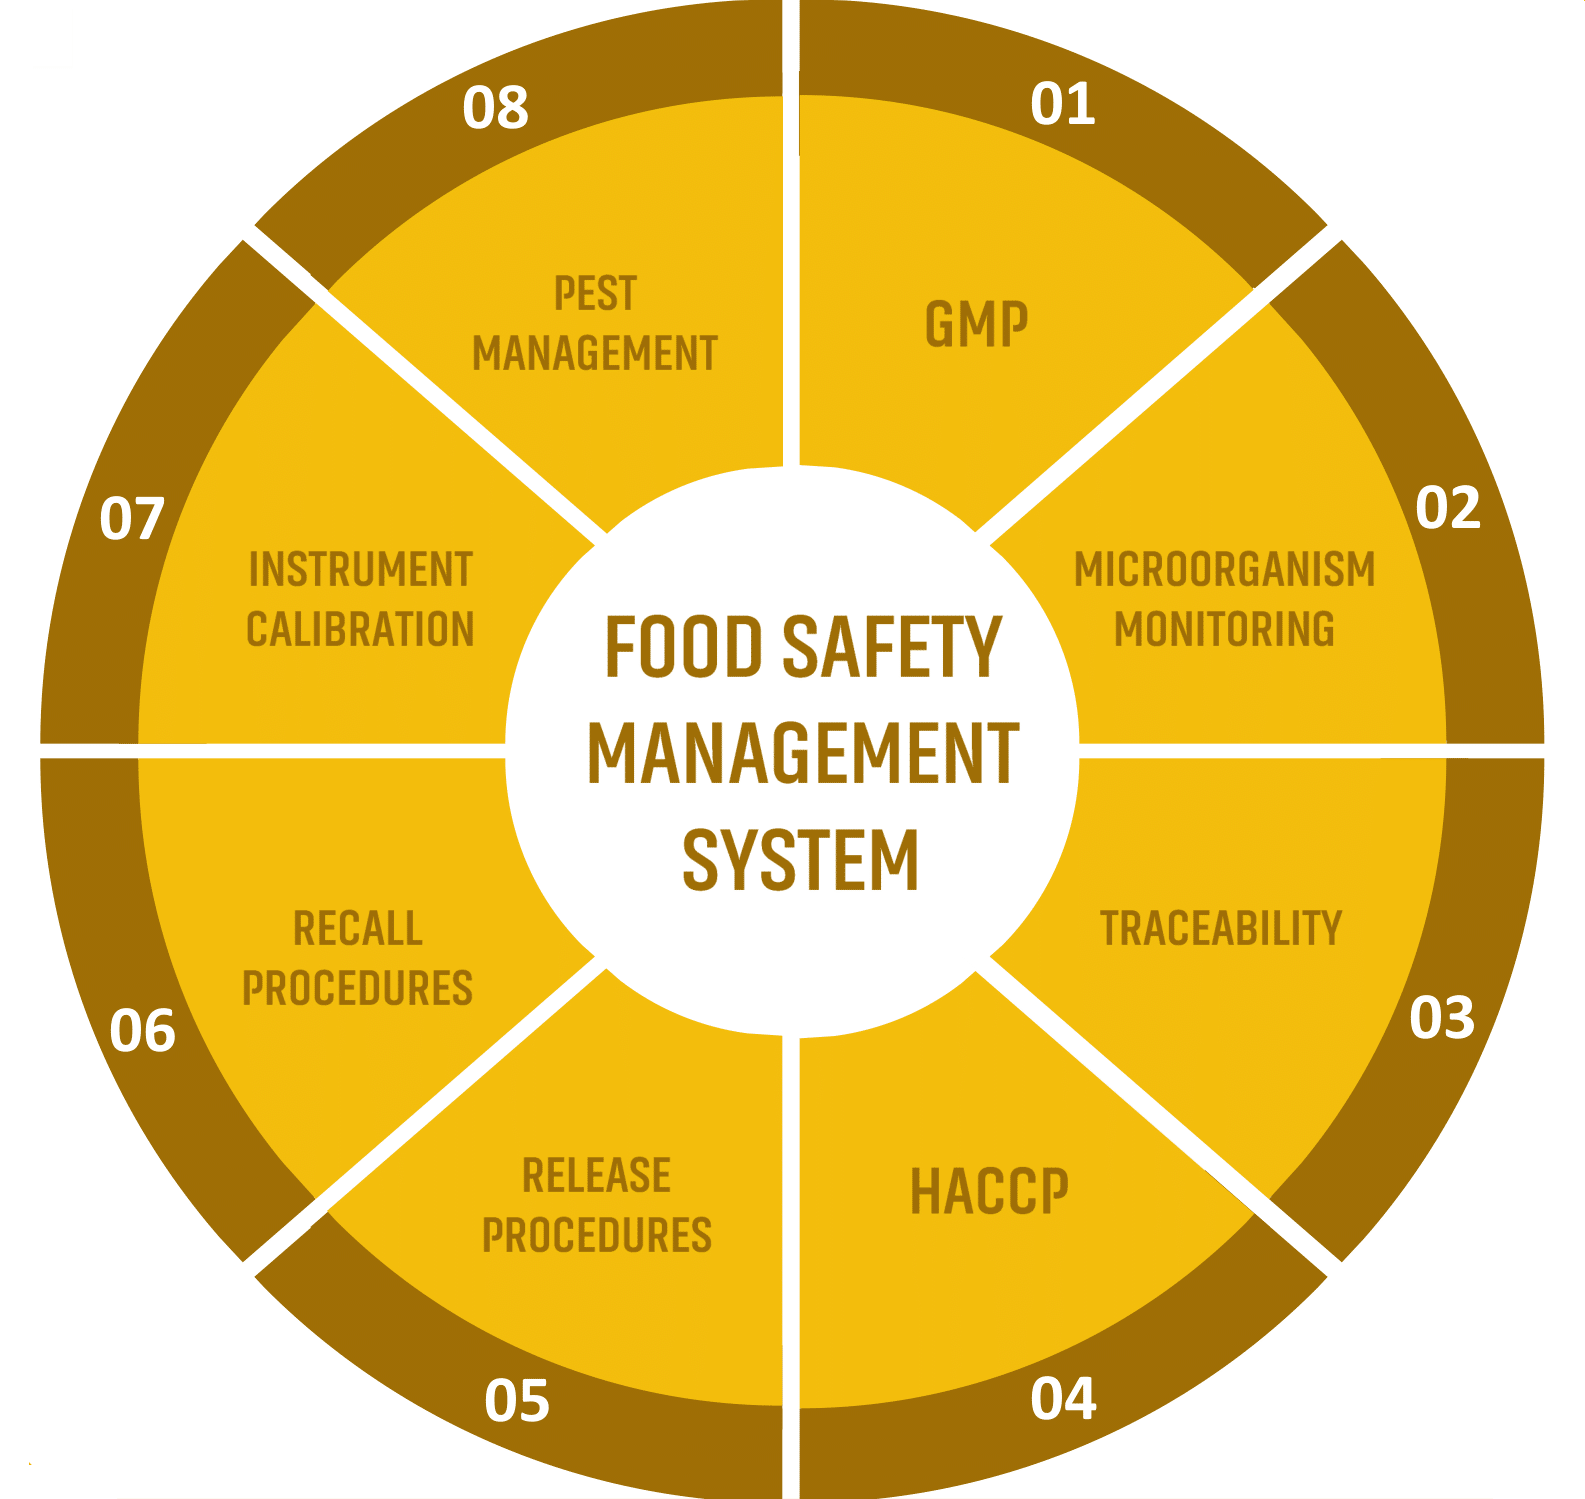 FOOD SAFETY
MANAGEMENT
SYSTEM
01
GMP
02
MICROORGANISM
MONITORING
03
TRACEABILITY
04
HACCP
05
RELEASE
PROCEDURES
06
RECALL
PROCEDURES
07
INSTRUMENT
CALIBRATION
08
PEST
MANAGEMENT